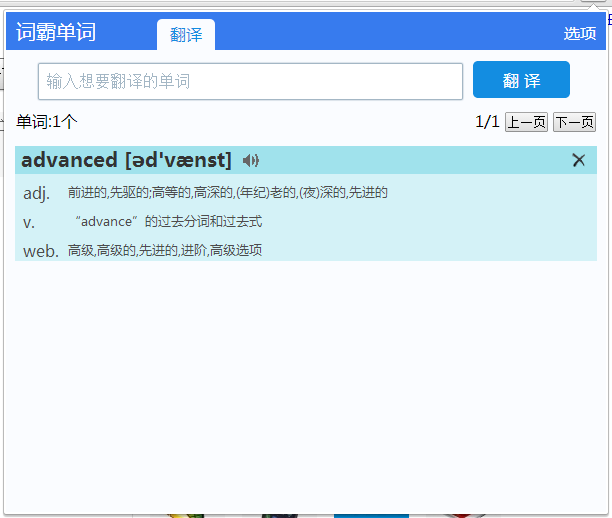 词霸单词 翻译 选项
输入想要翻译的单词 翻 译
单词:1个 1/1 上一页 下一页
advanced [əd'vænst]
adj. 前进的,先驱的;高等的,高深的,(年纪)老的,(夜)深的,先进的
v. “advance”的过去分词和过去式
web. 高级,高级的,先进的,进阶,高级选项